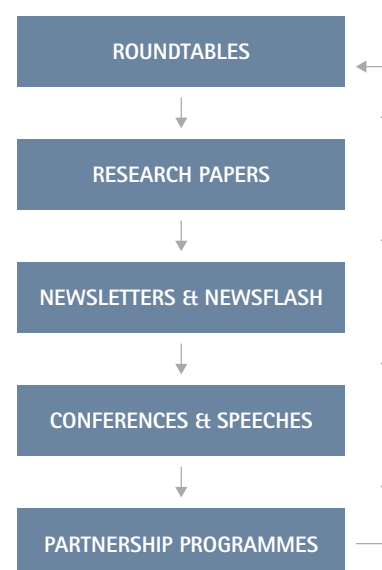 ROUNDTABLES
RESEARCH PAPERS
NEWSLETTERS & NEWSFLASH
CONFERENCES & SPEECHES
PARTNERSHIP PROGRAMMES